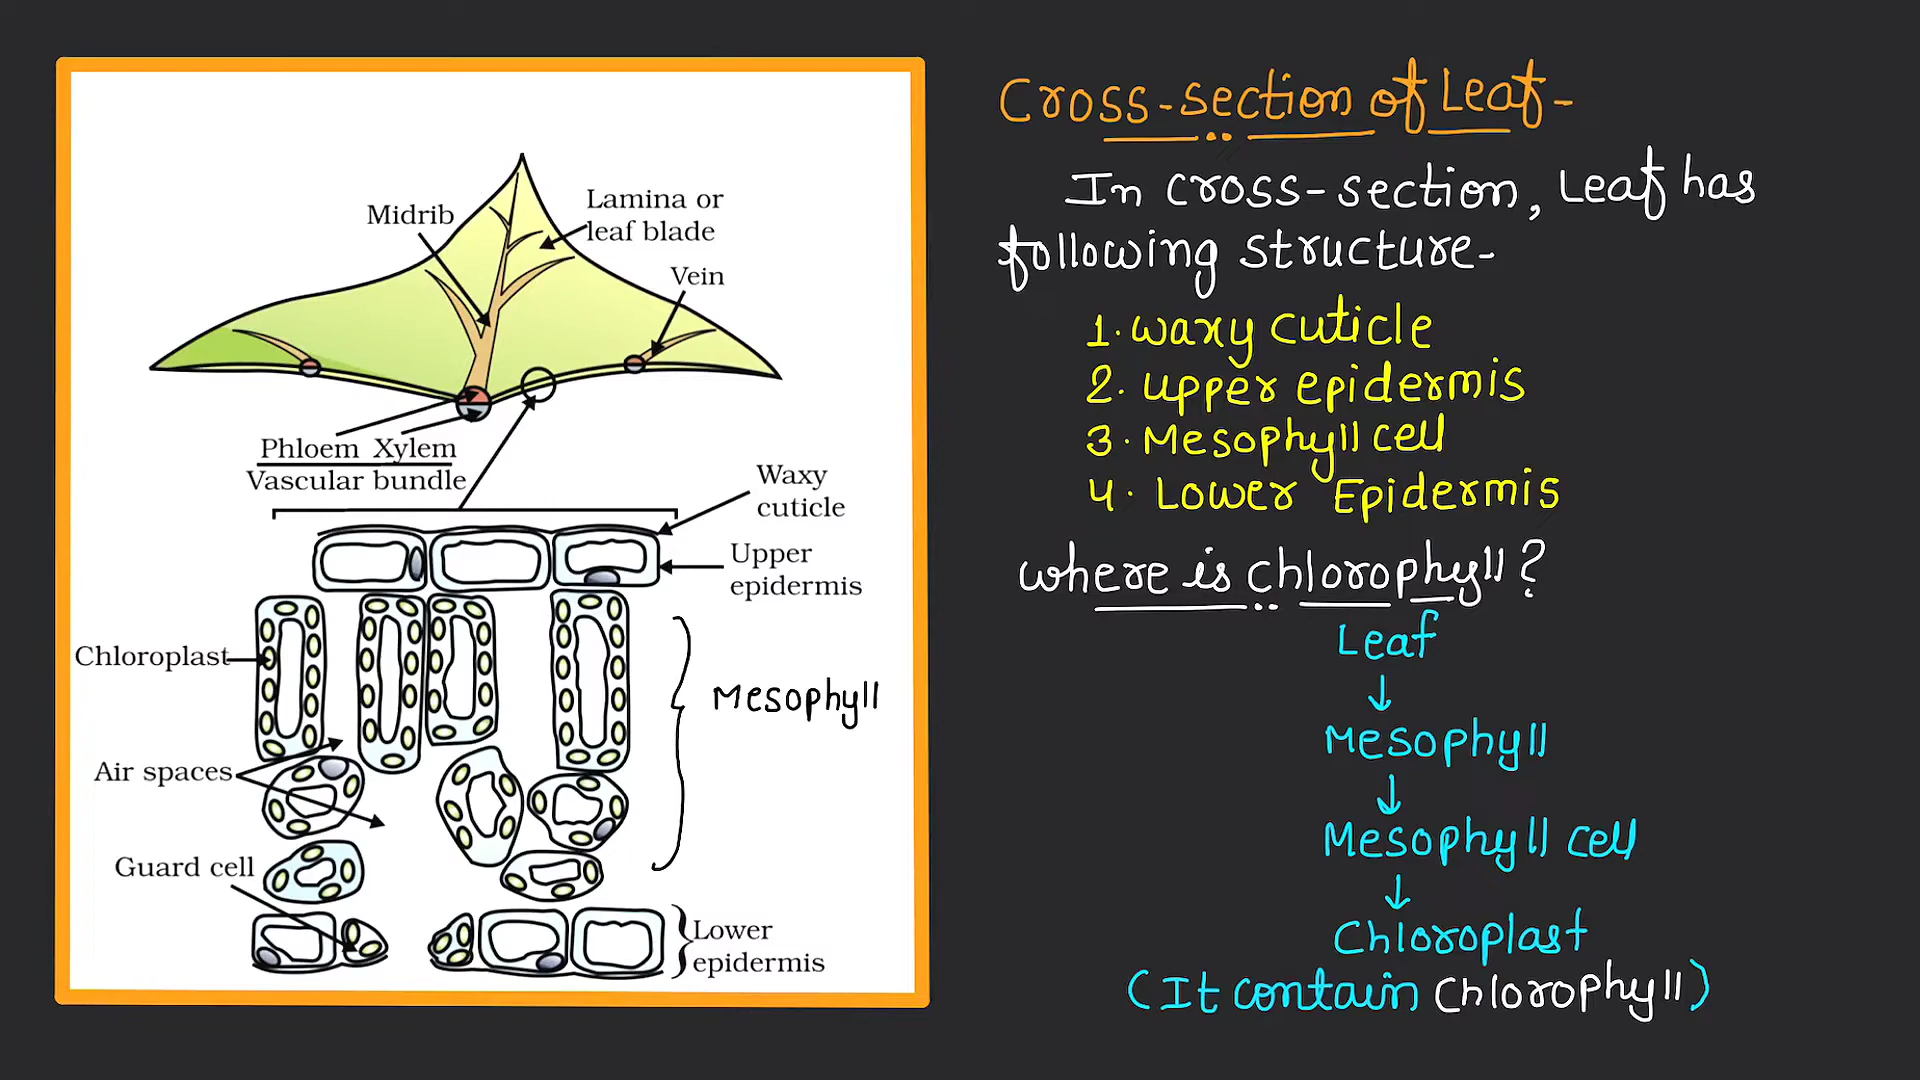 Midrib
Lamina or
leaf blade
Vein
Phloem Xylem
Vascular bundle
Waxy
cuticle
Upper
epidermis
Chloroplast
Mesophyll
Air spaces
Guard cell
Lower
epidermis
Cross-section of Leaf-
In cross-section, Leaf has
following structure-
1. waxy cuticle
2. upper epidermis
3. Mesophyll cell
4. Lower Epidermis
where is chlorophyll?
Leaf
↓
Mesophyll
↓
Mesophyll cell
↓
Chloroplast
(It contain chlorophyll)